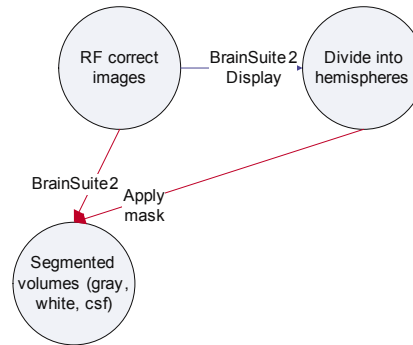 RF correct
images
BrainSuite2
Display
Divide into
hemispheres
BrainSuite2
Apply
mask
Segmented
volumes (gray,
white, csf)